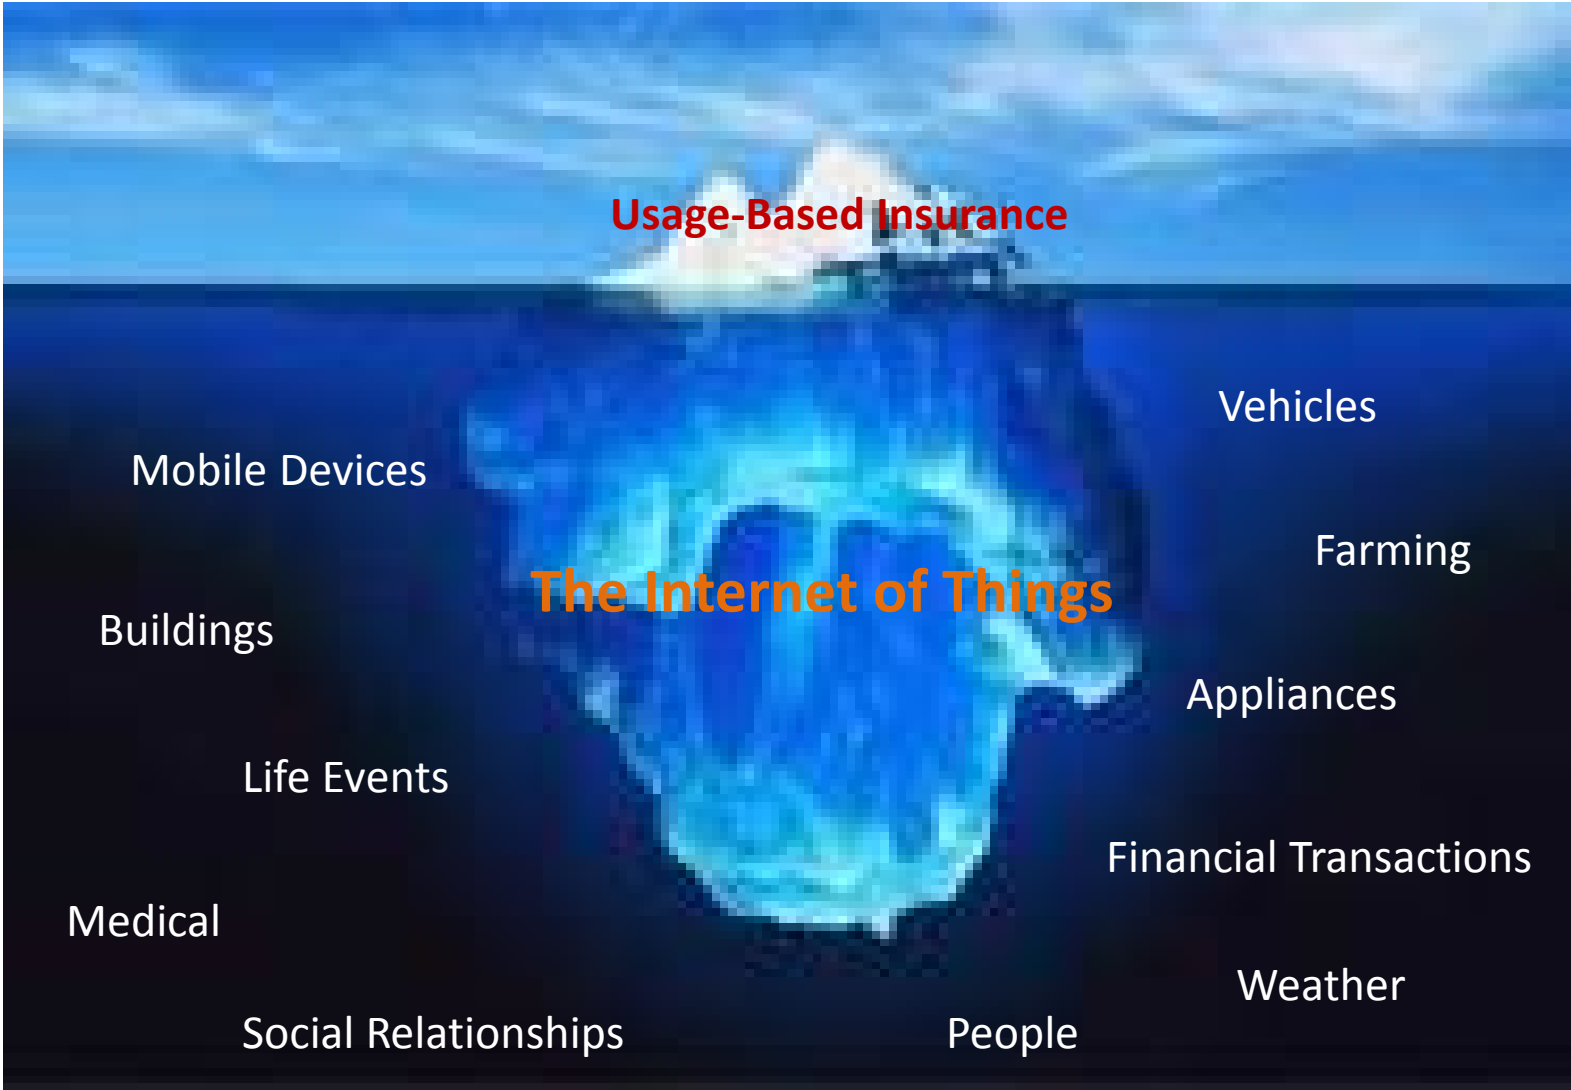 Usage-Based Insurance
Vehicles
Mobile Devices
Farming
The Internet of Things
Buildings
Appliances
Life Events
Financial Transactions
Medical
Weather
Social Relationships
People